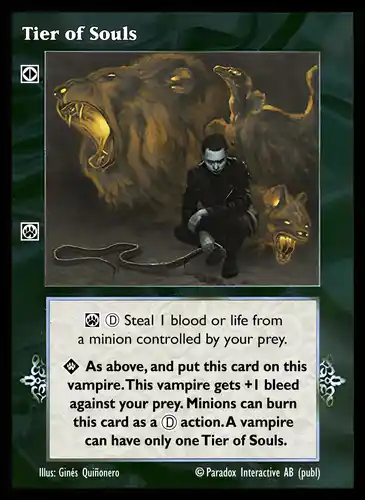 Tier of Souls
Ⓓ Steal 1 blood or life from
a minion controlled by your prey.
As above, and put this card on this
vampire. This vampire gets +1 bleed
against your prey. Minions can burn
this card as a Ⓓ action. A vampire
can have only one Tier of Souls.
Illus: Ginés Quiñonero
© Paradox Interactive AB (publ)